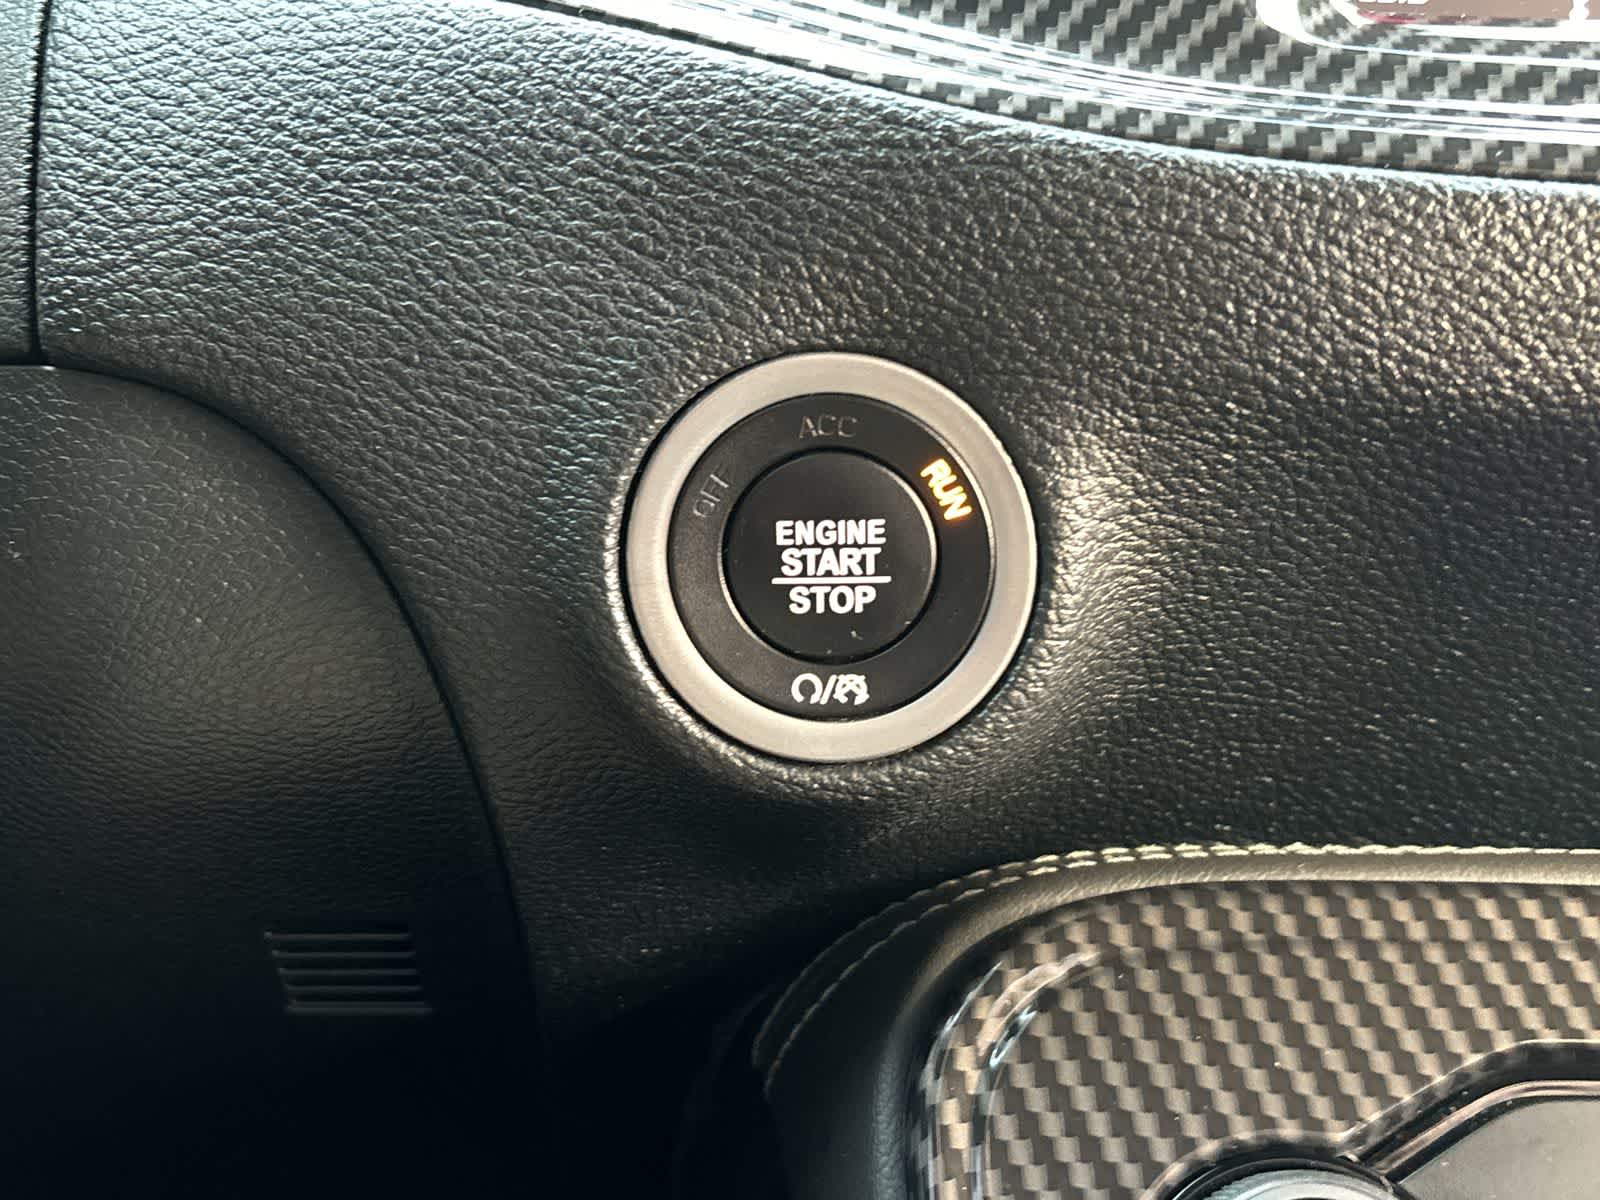 ACC
OFF
RUN
ENGINE
START
STOP